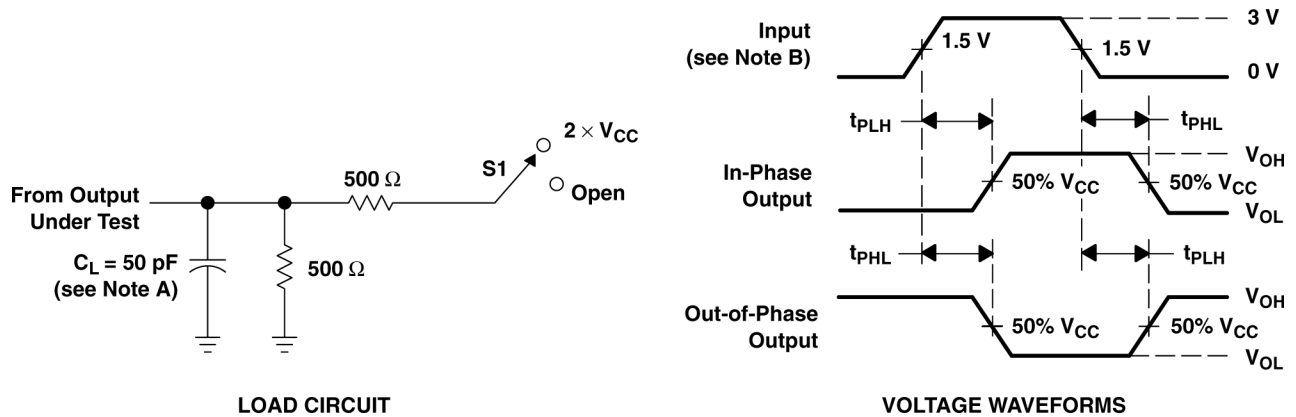 From Output
Under Test
C_L = 50 pF
(see Note A)
500 Ω
500 Ω
S1
2 × V_CC
Open
LOAD CIRCUIT
Input
(see Note B)
1.5 V
1.5 V
3 V
0 V
t_PLH
t_PHL
In-Phase
Output
50% V_CC
50% V_CC
V_OH
V_OL
t_PHL
t_PLH
Out-of-Phase
Output
50% V_CC
50% V_CC
V_OH
V_OL
VOLTAGE WAVEFORMS